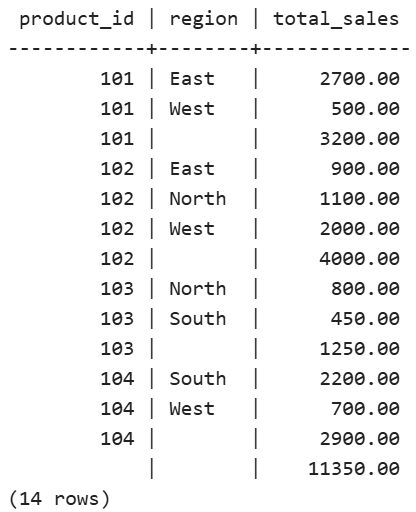 product_id | region | total_sales
------------+--------+-------------
        101 | East   |     2700.00
        101 | West   |      500.00
        101 |        |     3200.00
        102 | East   |      900.00
        102 | North  |     1100.00
        102 | West   |     2000.00
        102 |        |     4000.00
        103 | North  |      800.00
        103 | South  |      450.00
        103 |        |     1250.00
        104 | South  |     2200.00
        104 | West   |      700.00
        104 |        |     2900.00
            |        |    11350.00
(14 rows)